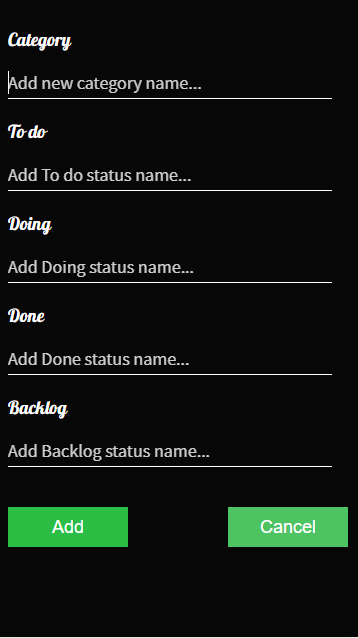 Category
Add new category name...
To do
Add To do status name...
Doing
Add Doing status name...
Done
Add Done status name...
Backlog
Add Backlog status name...
Add
Cancel